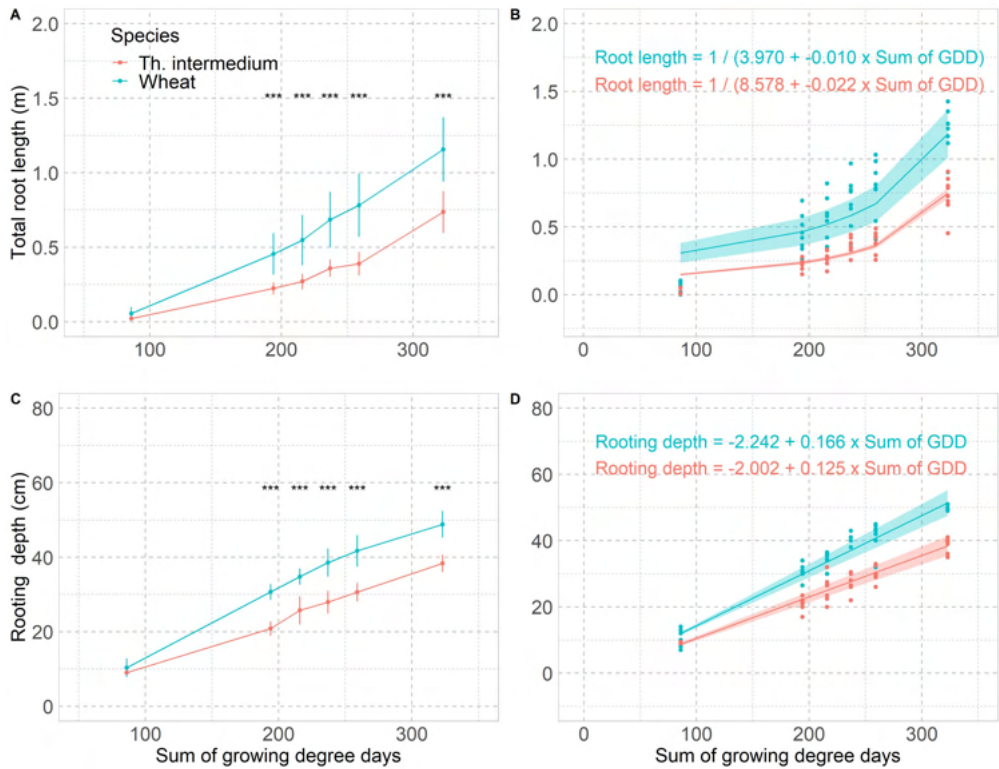 A
Total root length (m)
2.0
1.5
1.0
0.5
0.0
Species
Th. intermedium
Wheat
*** *** *** *** ***
100 200 300
B
2.0
1.5
1.0
0.5
0.0
Root length = 1 / (3.970 + -0.010 x Sum of GDD)
Root length = 1 / (8.578 + -0.022 x Sum of GDD)
0 100 200 300
C
Rooting depth (cm)
80
60
40
20
0
*** *** *** *** ***
100 200 300
Sum of growing degree days
D
80
60
40
20
0
Rooting depth = -2.242 + 0.166 x Sum of GDD
Rooting depth = -2.002 + 0.125 x Sum of GDD
0 100 200 300
Sum of growing degree days